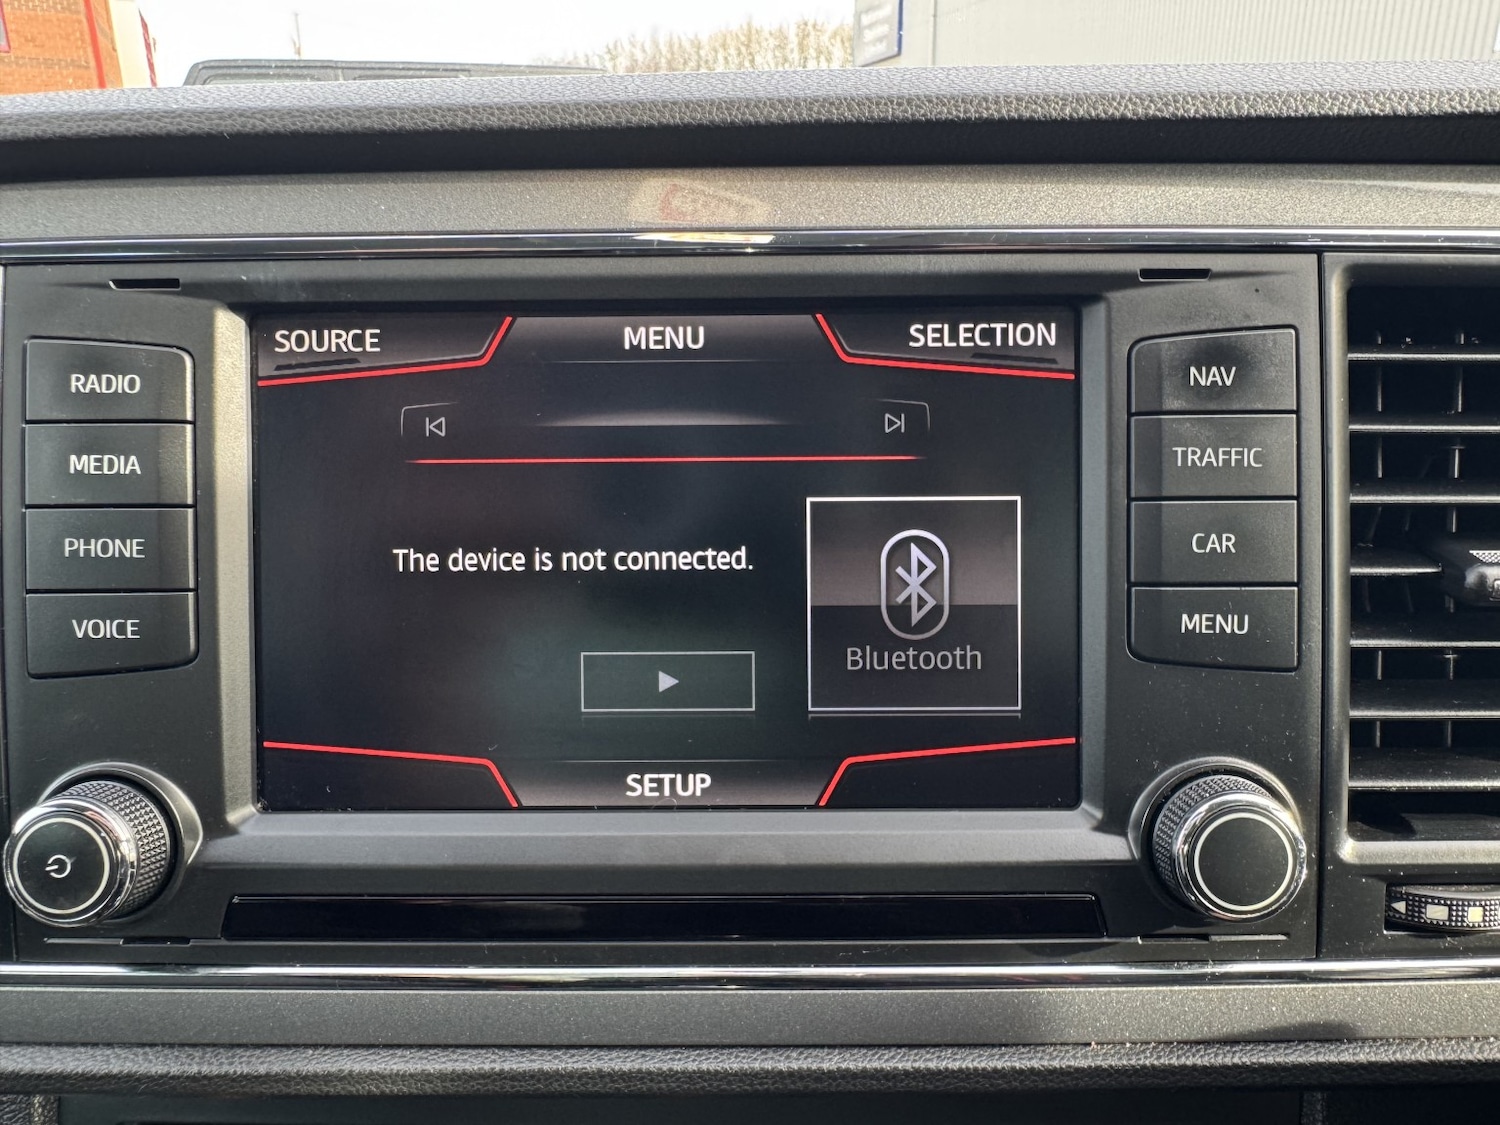 SOURCE
MENU
SELECTION
RADIO
MEDIA
PHONE
VOICE
The device is not connected.
Bluetooth
SETUP
NAV
TRAFFIC
CAR
MENU